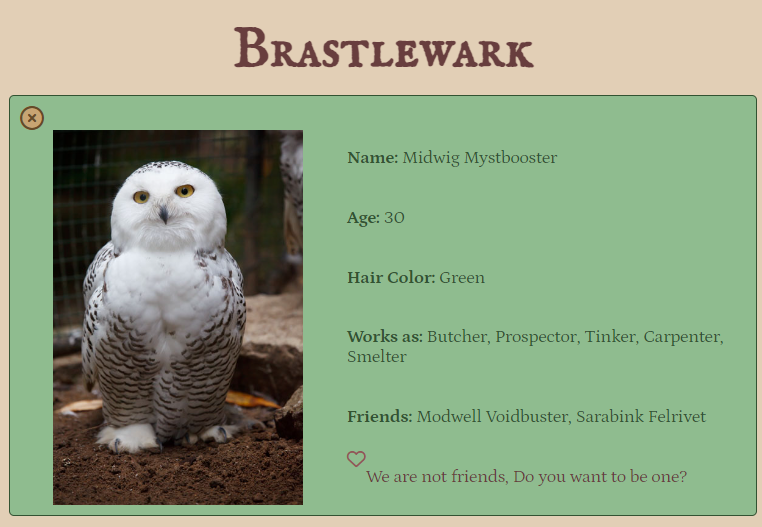 Brastlewark
Name: Midwig Mystbooster
Age: 30
Hair Color: Green
Works as: Butcher, Prospector, Tinker, Carpenter,
Smelter
Friends: Modwell Voidbuster, Sarabink Felrivet
We are not friends, Do you want to be one?